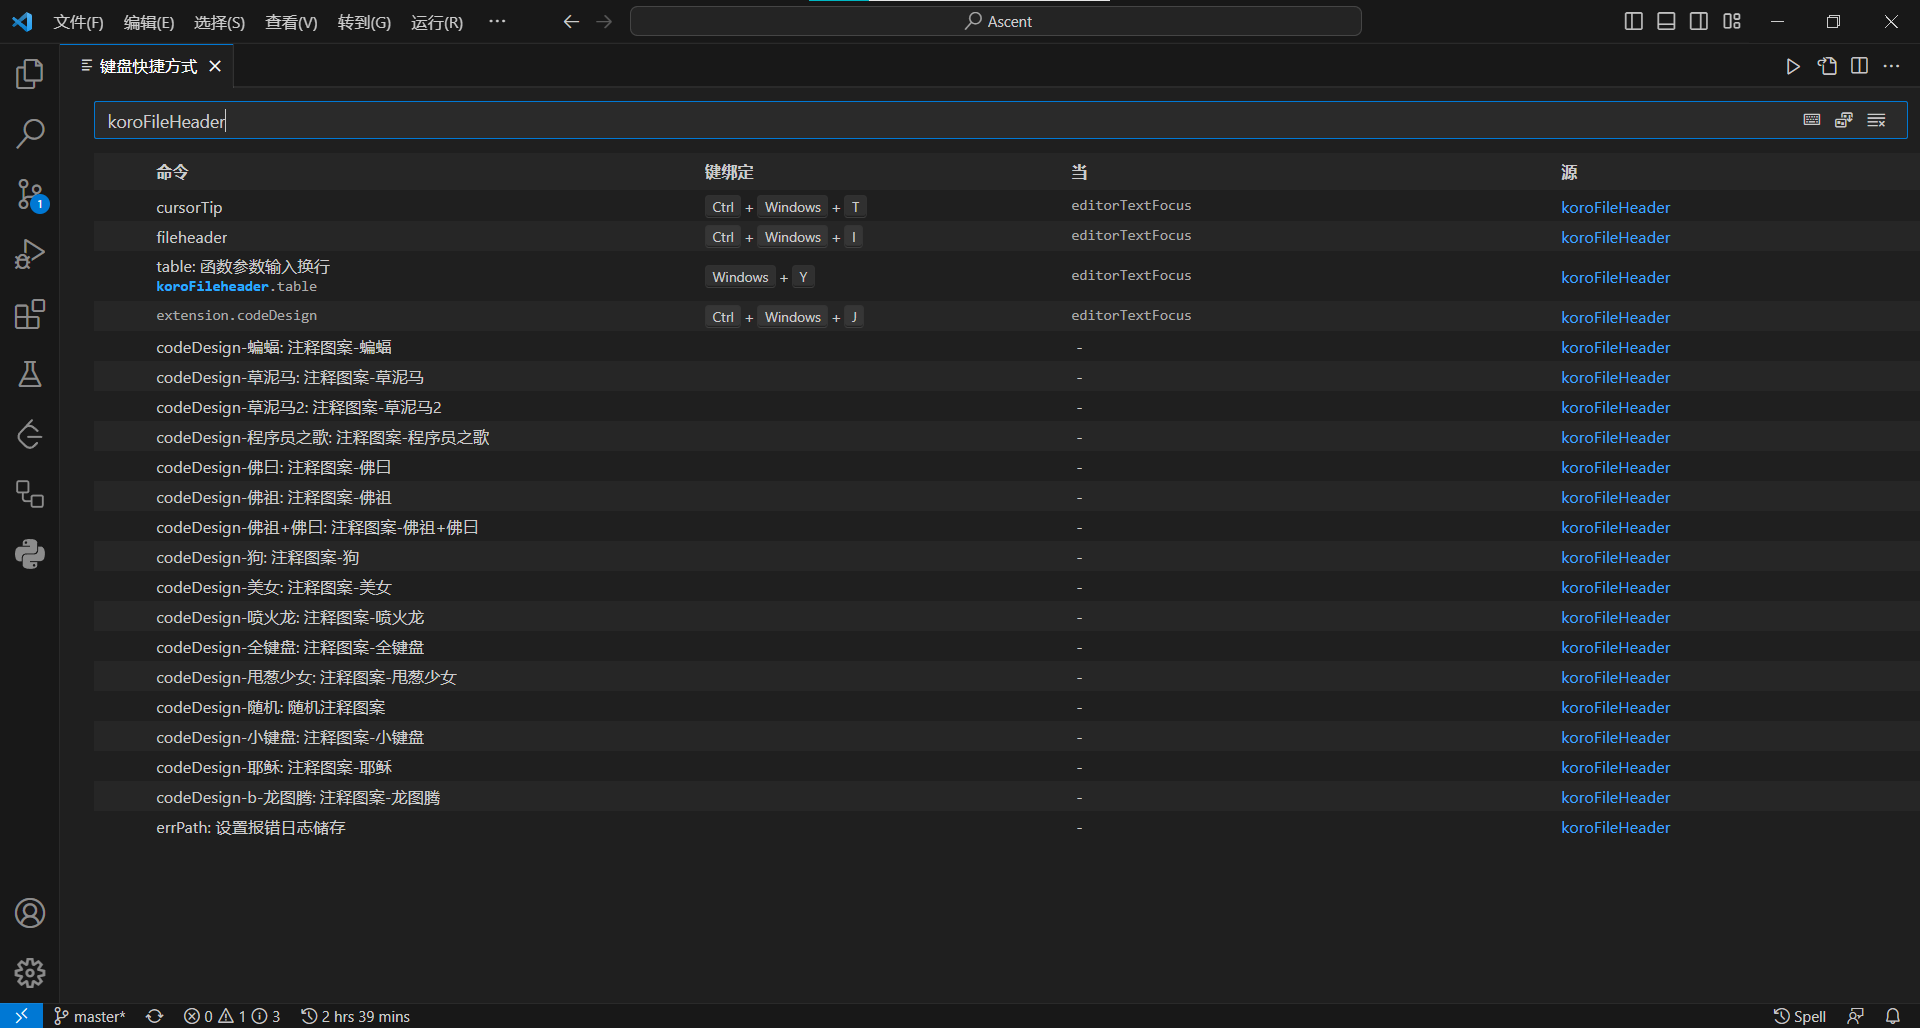 文件(F) 编辑(E) 选择(S) 查看(V) 转到(G) 运行(R) ··· Ascent
键盘快捷方式
koroFileHeader
命令 键绑定 当 源
cursorTip Ctrl + Windows + T editorTextFocus koroFileHeader
fileheader Ctrl + Windows + I editorTextFocus koroFileHeader
table: 函数参数输入换行
koroFileheader.table Windows + Y editorTextFocus koroFileHeader
extension.codeDesign Ctrl + Windows + J editorTextFocus koroFileHeader
codeDesign-蝙蝠: 注释图案-蝙蝠 - koroFileHeader
codeDesign-草泥马: 注释图案-草泥马 - koroFileHeader
codeDesign-草泥马2: 注释图案-草泥马2 - koroFileHeader
codeDesign-程序员之歌: 注释图案-程序员之歌 - koroFileHeader
codeDesign-佛曰: 注释图案-佛曰 - koroFileHeader
codeDesign-佛祖: 注释图案-佛祖 - koroFileHeader
codeDesign-佛祖+佛曰: 注释图案-佛祖+佛曰 - koroFileHeader
codeDesign-狗: 注释图案-狗 - koroFileHeader
codeDesign-美女: 注释图案-美女 - koroFileHeader
codeDesign-喷火龙: 注释图案-喷火龙 - koroFileHeader
codeDesign-全键盘: 注释图案-全键盘 - koroFileHeader
codeDesign-甩葱少女: 注释图案-甩葱少女 - koroFileHeader
codeDesign-随机: 随机注释图案 - koroFileHeader
codeDesign-小键盘: 注释图案-小键盘 - koroFileHeader
codeDesign-耶稣: 注释图案-耶稣 - koroFileHeader
codeDesign-b-龙图腾: 注释图案-龙图腾 - koroFileHeader
errPath: 设置报错日志储存 - koroFileHeader
1
master* 0 1 3 2 hrs 39 mins Spell